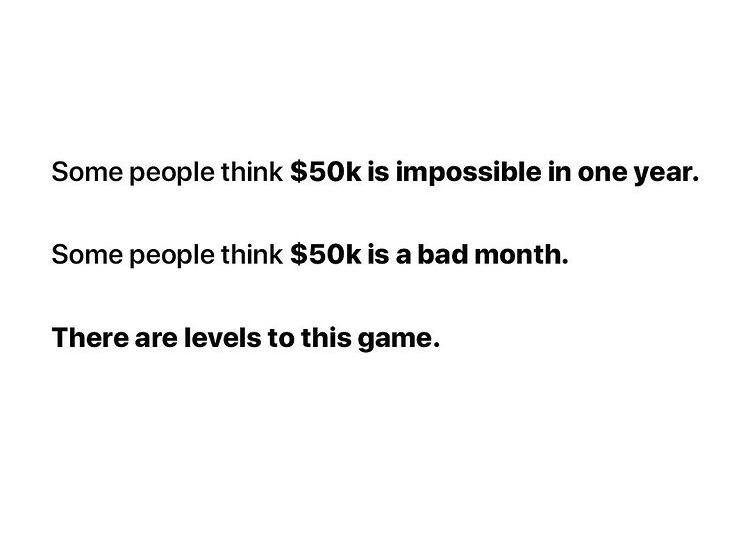 Some people think $50k is impossible in one year.
Some people think $50k is a bad month.
There are levels to this game.